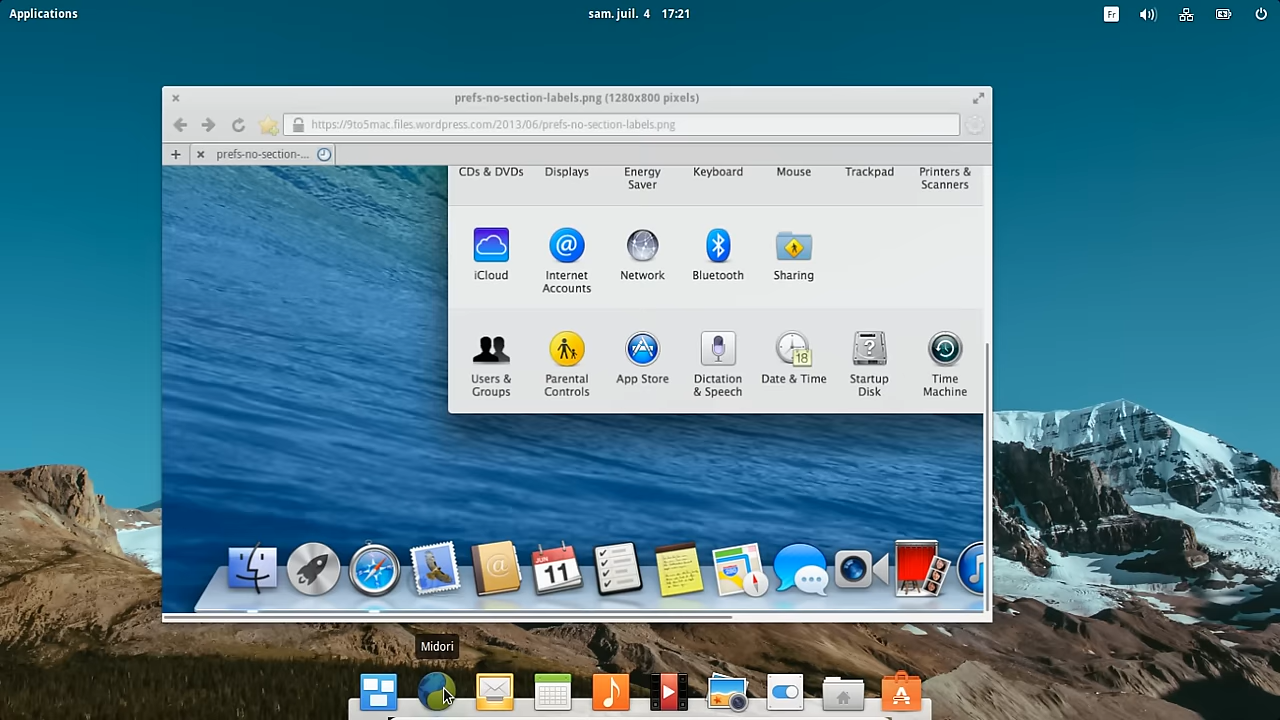 Applications
sam. juil. 4 17:21
Fr
prefs-no-section-labels.png (1280x800 pixels)
https://9to5mac.files.wordpress.com/2013/06/prefs-no-section-labels.png
prefs-no-section-...
CDs & DVDs
Displays
Energy
Saver
Keyboard
Mouse
Trackpad
Printers &
Scanners
iCloud
Internet
Accounts
Network
Bluetooth
Sharing
18
Users &
Groups
Parental
Controls
App Store
Dictation
& Speech
Date & Time
Startup
Disk
Time
Machine
JUN
11
Midori